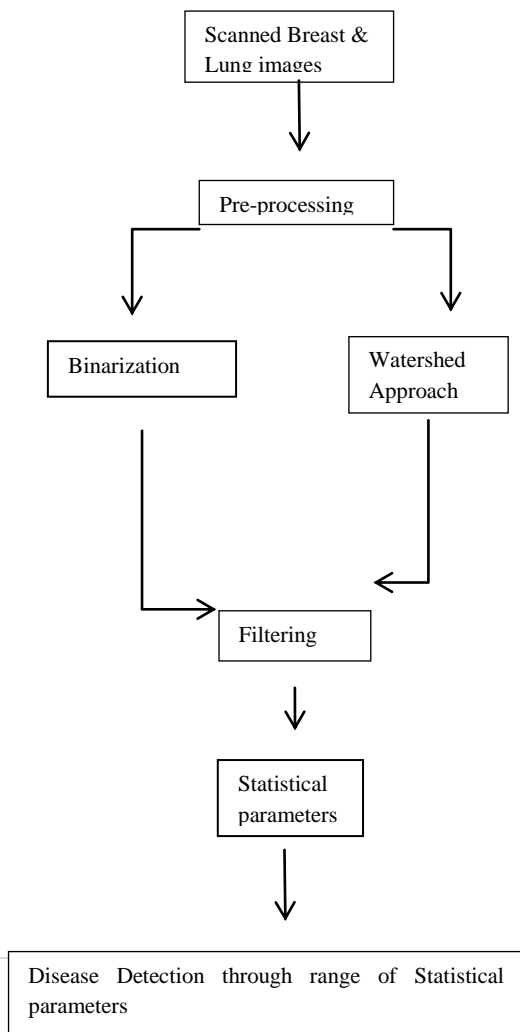 Scanned Breast &
Lung images
Pre-processing
Binarization
Watershed
Approach
Filtering
Statistical
parameters
Disease Detection through range of Statistical
parameters